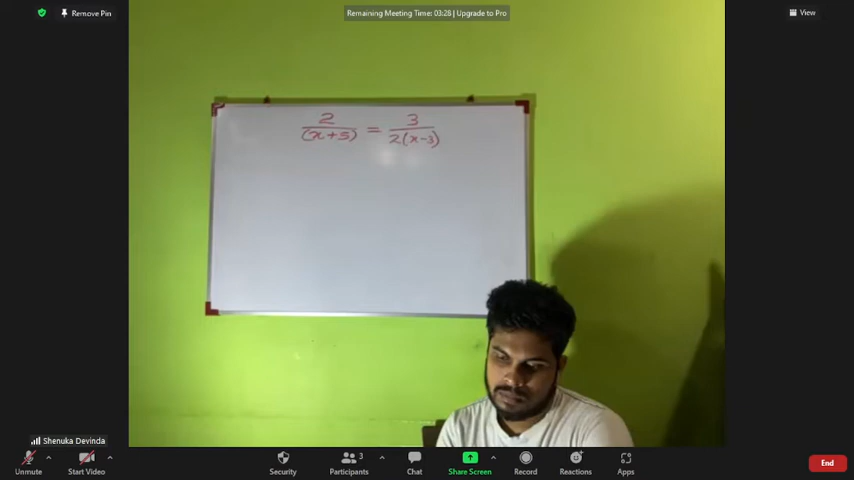 Remove Pin
Remaining Meeting Time: 03:28 | Upgrade to Pro
View
2/(x+5) = 3/2(x-3)
Shenuka Devinda
Unmute
Start Video
Security
3
Participants
Chat
Share Screen
Record
Reactions
Apps
End